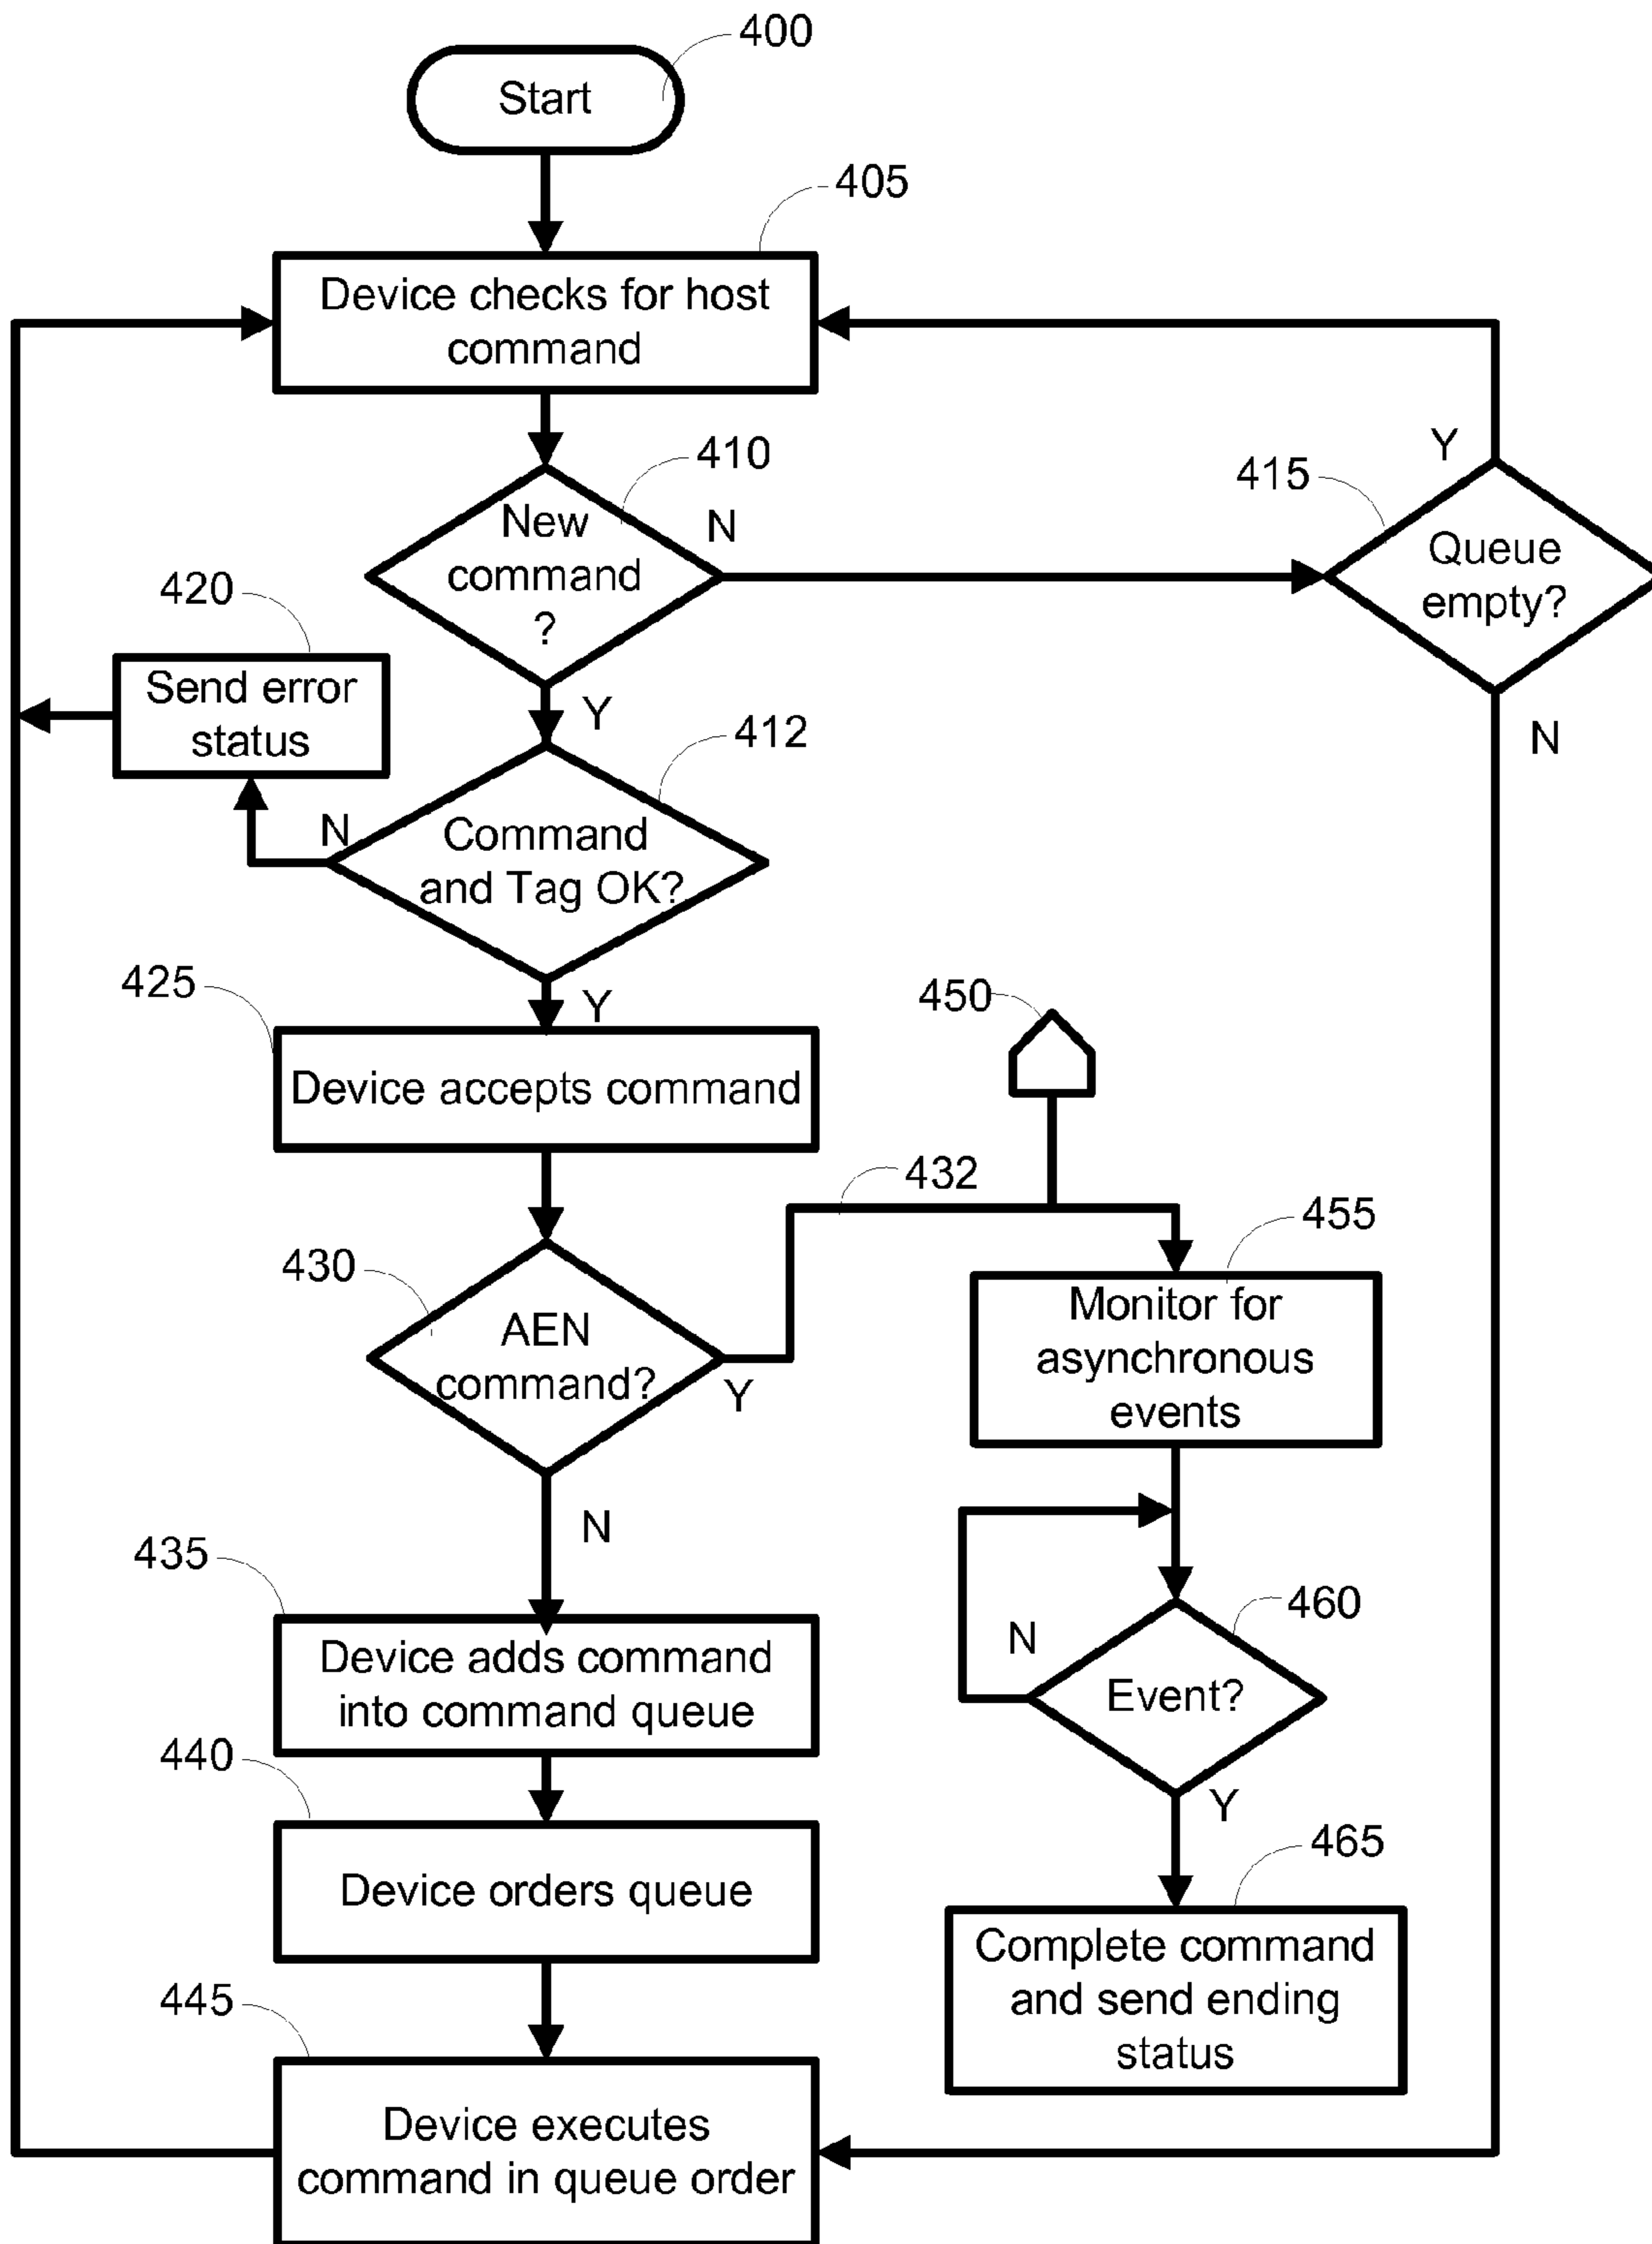 400
Start
405
Device checks for host
command
410
New
command
?
N
Y
415
Queue
empty?
Y
N
420
Send error
status
412
Command
and Tag OK?
N
Y
425
Device accepts command
450
432
430
AEN
command?
Y
N
455
Monitor for
asynchronous
events
435
Device adds command
into command queue
460
Event?
N
Y
440
Device orders queue
465
Complete command
and send ending
status
445
Device executes
command in queue order